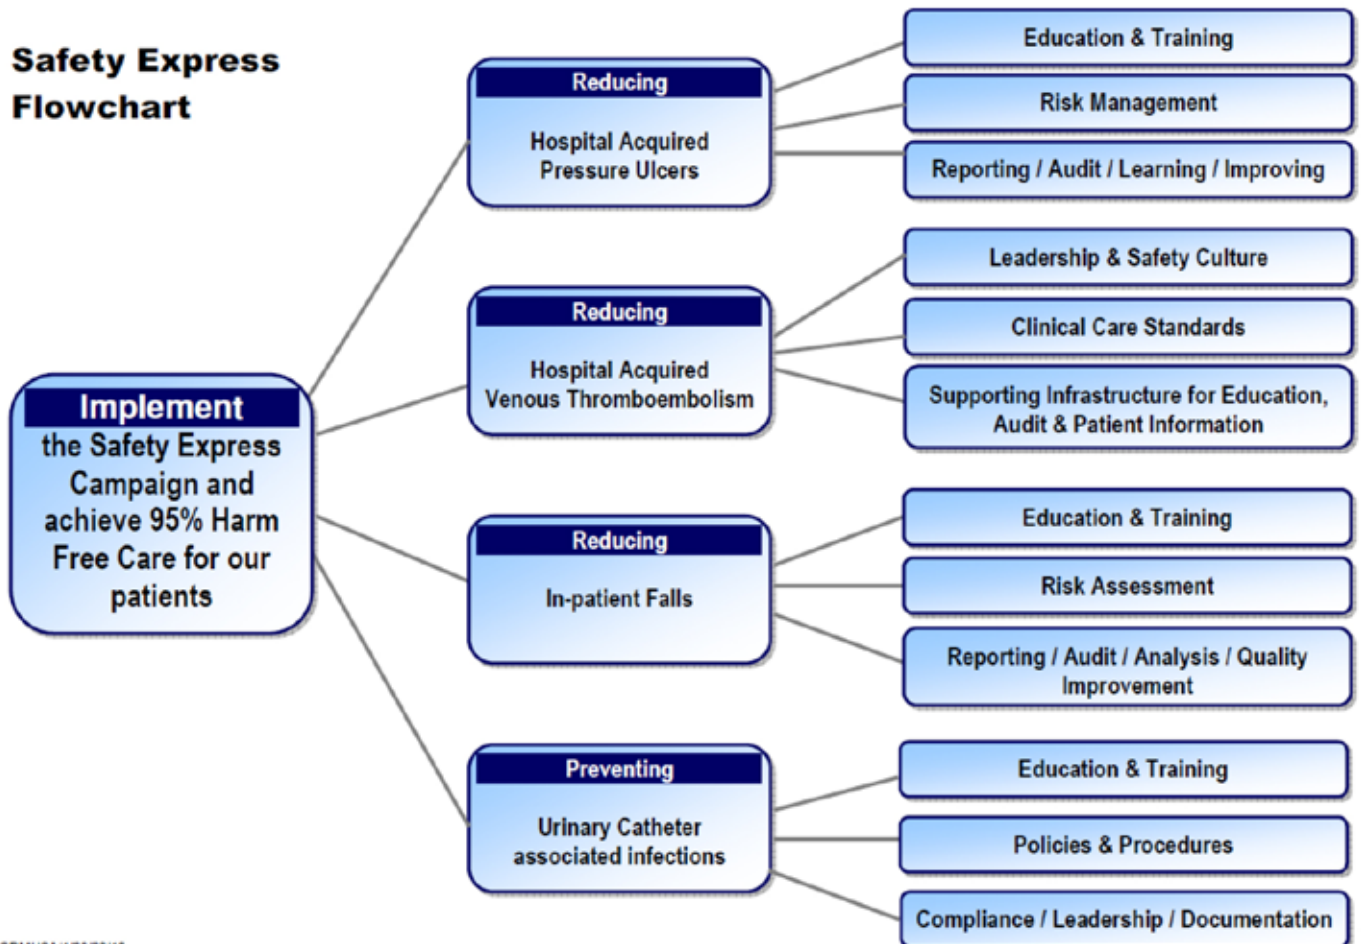 Safety Express
Flowchart
Implement
the Safety Express
Campaign and
achieve 95% Harm
Free Care for our
patients
Reducing
Hospital Acquired
Pressure Ulcers
Education & Training
Risk Management
Reporting / Audit / Learning / Improving
Reducing
Hospital Acquired
Venous Thromboembolism
Leadership & Safety Culture
Clinical Care Standards
Supporting Infrastructure for Education,
Audit & Patient Information
Reducing
In-patient Falls
Education & Training
Risk Assessment
Reporting / Audit / Analysis / Quality
Improvement
Preventing
Urinary Catheter
associated infections
Education & Training
Policies & Procedures
Compliance / Leadership / Documentation